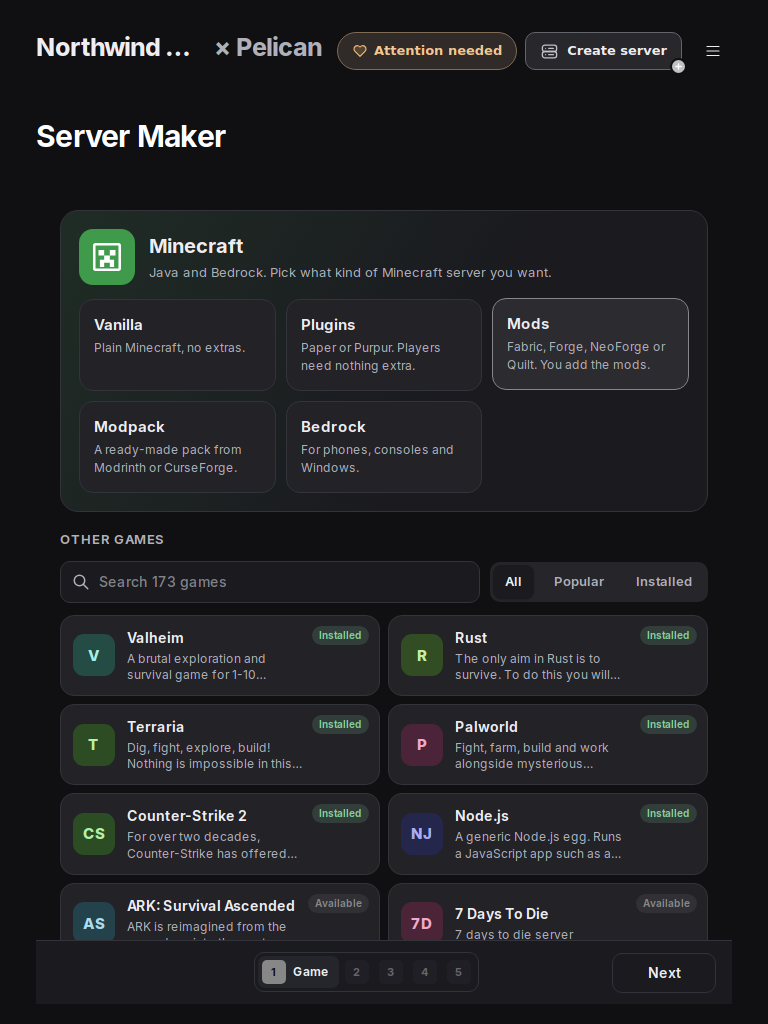 Northwind ... × Pelican
Attention needed
Create server
Server Maker
Minecraft
Java and Bedrock. Pick what kind of Minecraft server you want.
Vanilla
Plain Minecraft, no extras.
Plugins
Paper or Purpur. Players
need nothing extra.
Mods
Fabric, Forge, NeoForge or
Quilt. You add the mods.
Modpack
A ready-made pack from
Modrinth or CurseForge.
Bedrock
For phones, consoles and
Windows.
OTHER GAMES
Search 173 games
All
Popular
Installed
V
Valheim
Installed
A brutal exploration and
survival game for 1-10...
R
Rust
Installed
The only aim in Rust is to
survive. To do this you will...
T
Terraria
Installed
Dig, fight, explore, build!
Nothing is impossible in this...
P
Palworld
Installed
Fight, farm, build and work
alongside mysterious...
CS
Counter-Strike 2
Installed
For over two decades,
Counter-Strike has offered...
NJ
Node.js
Installed
A generic Node.js egg. Runs
a JavaScript app such as a...
AS
ARK: Survival Ascended
Available
ARK is reimagined from the
7D
7 Days To Die
Available
7 days to die server
1 Game 2 3 4 5
Next